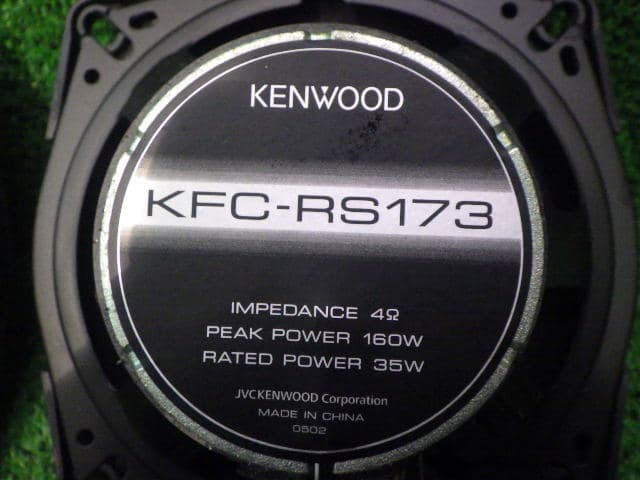 KENWOOD
KFC-RS173
IMPEDANCE 4Ω
PEAK POWER 160W
RATED POWER 35W
JVCKENWOOD Corporation
MADE IN CHINA
0502